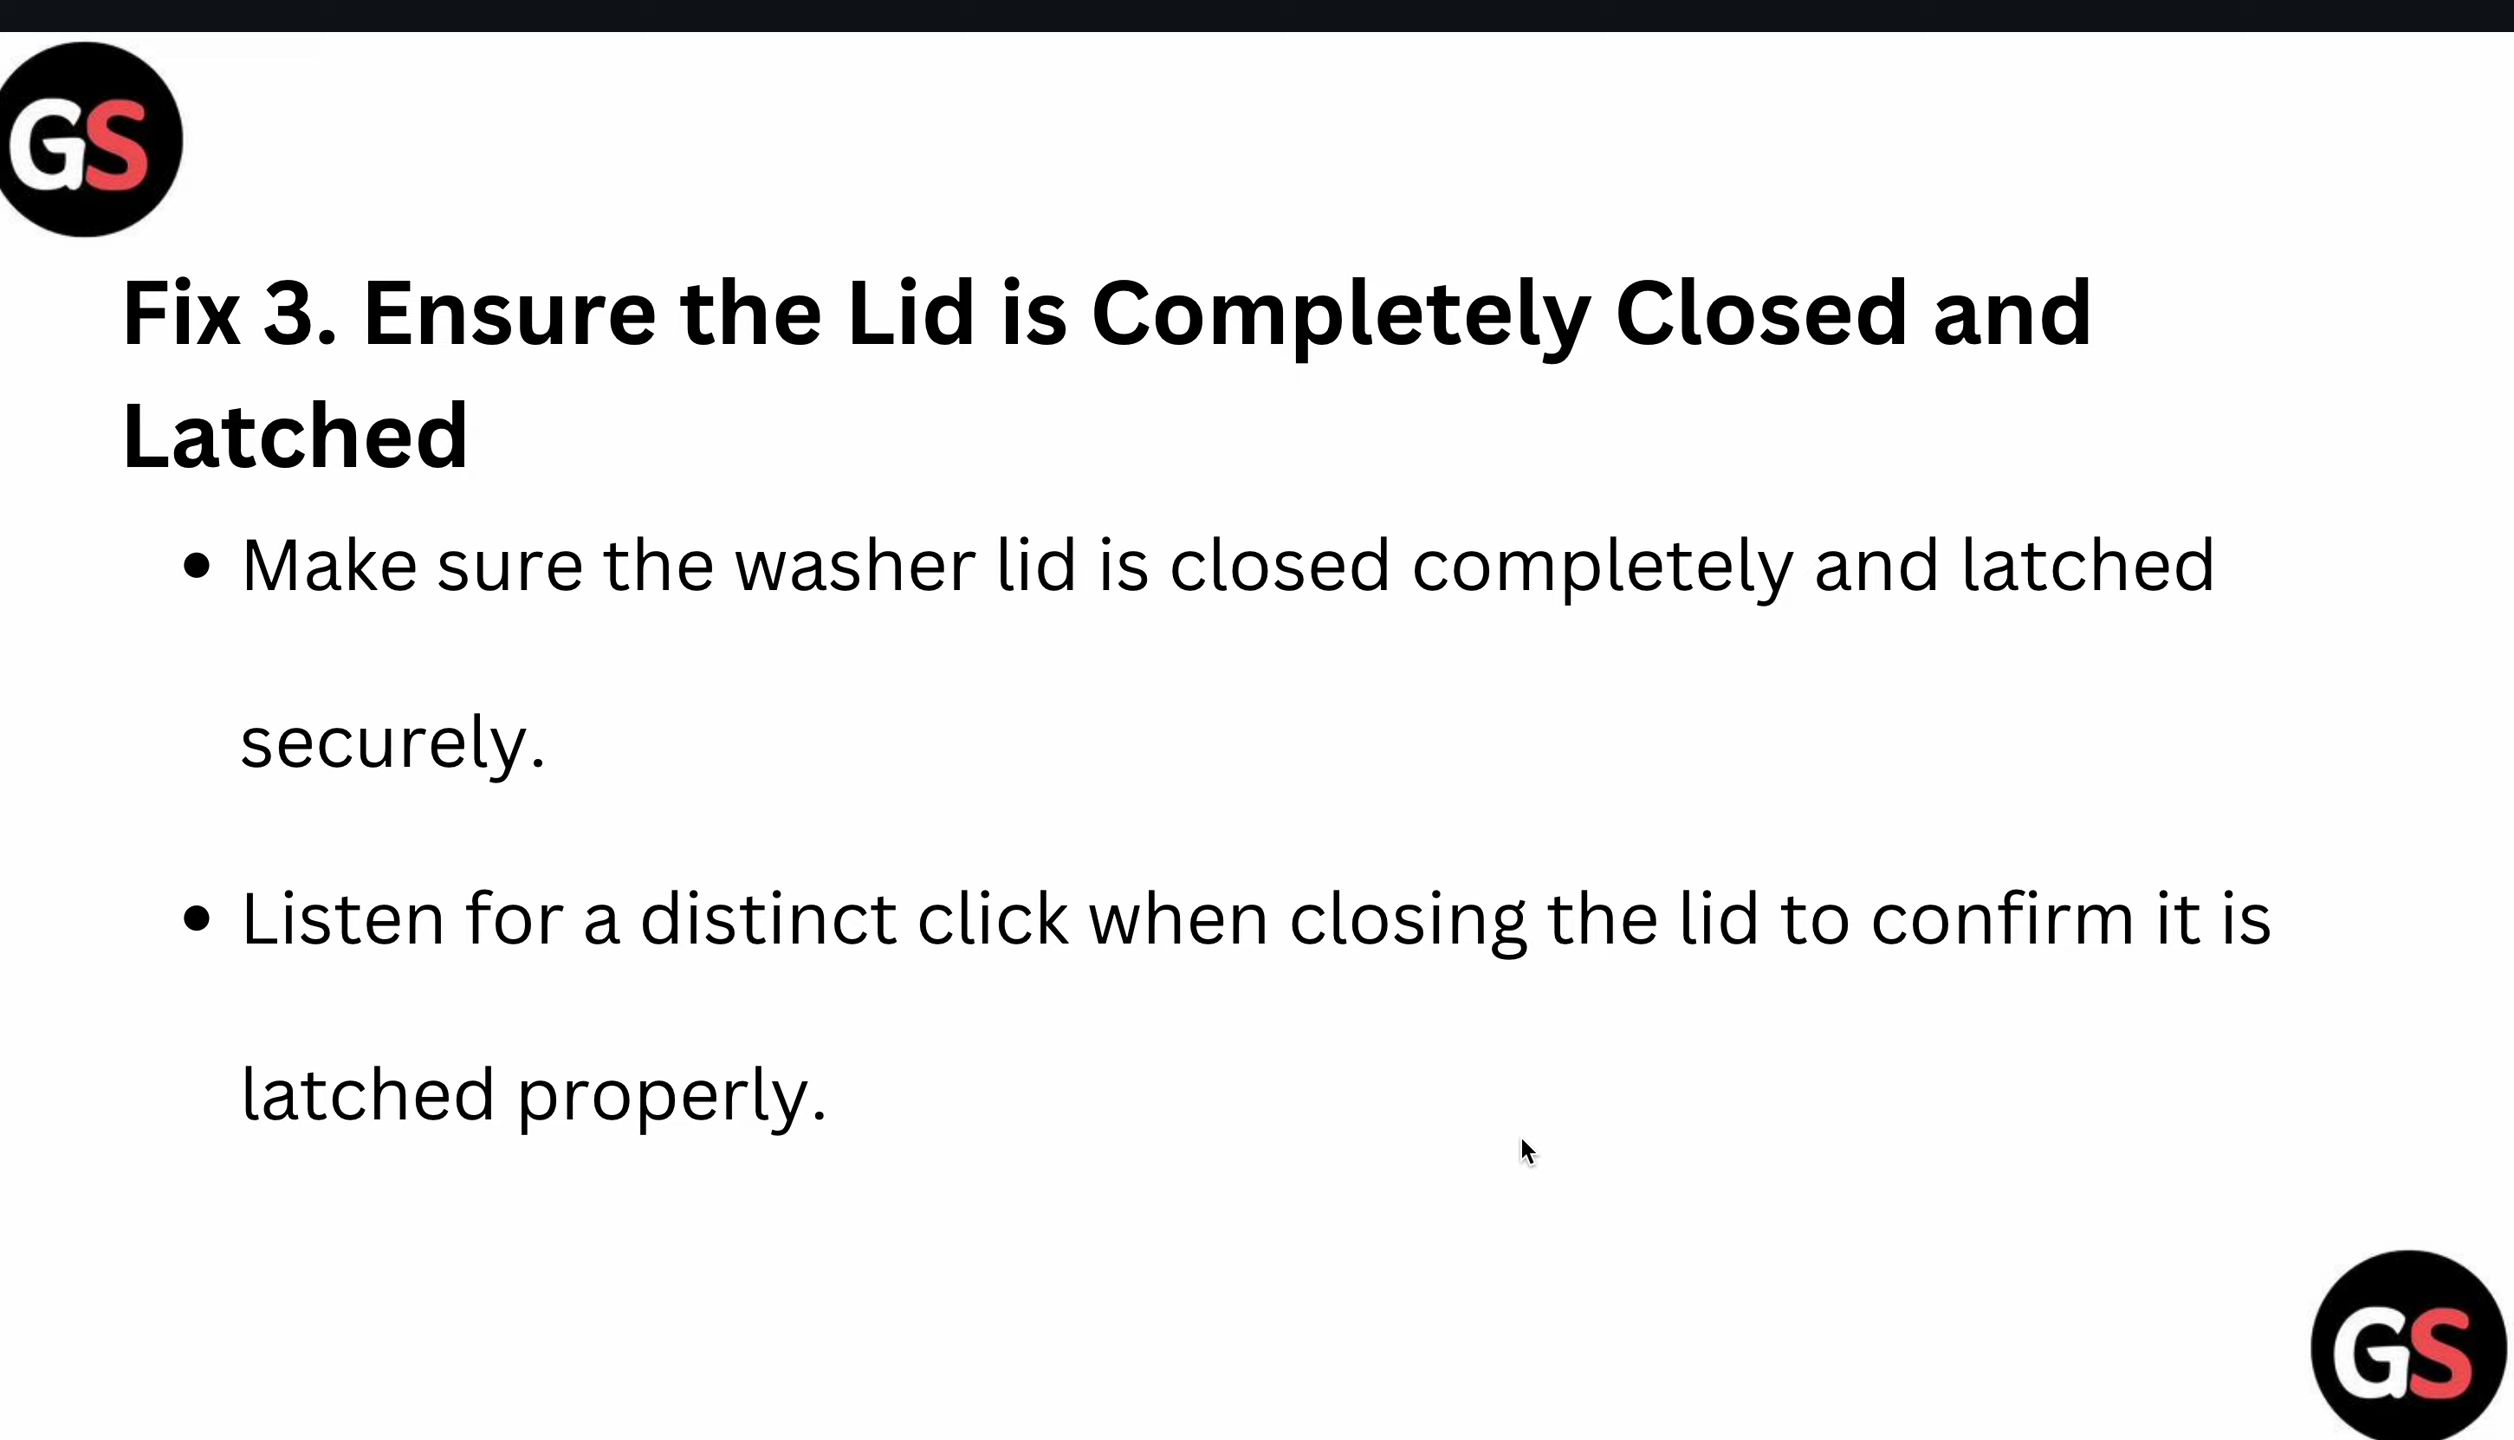 GS
Fix 3. Ensure the Lid is Completely Closed and
Latched
• Make sure the washer lid is closed completely and latched
securely.
• Listen for a distinct click when closing the lid to confirm it is
latched properly.
GS